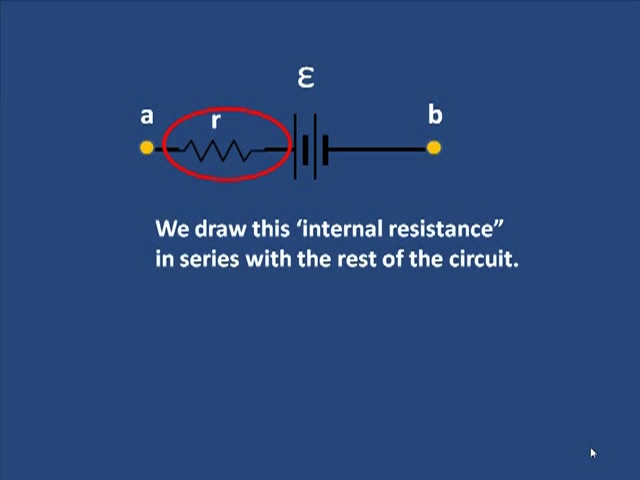 ε
a r b
We draw this ‘internal resistance”
in series with the rest of the circuit.